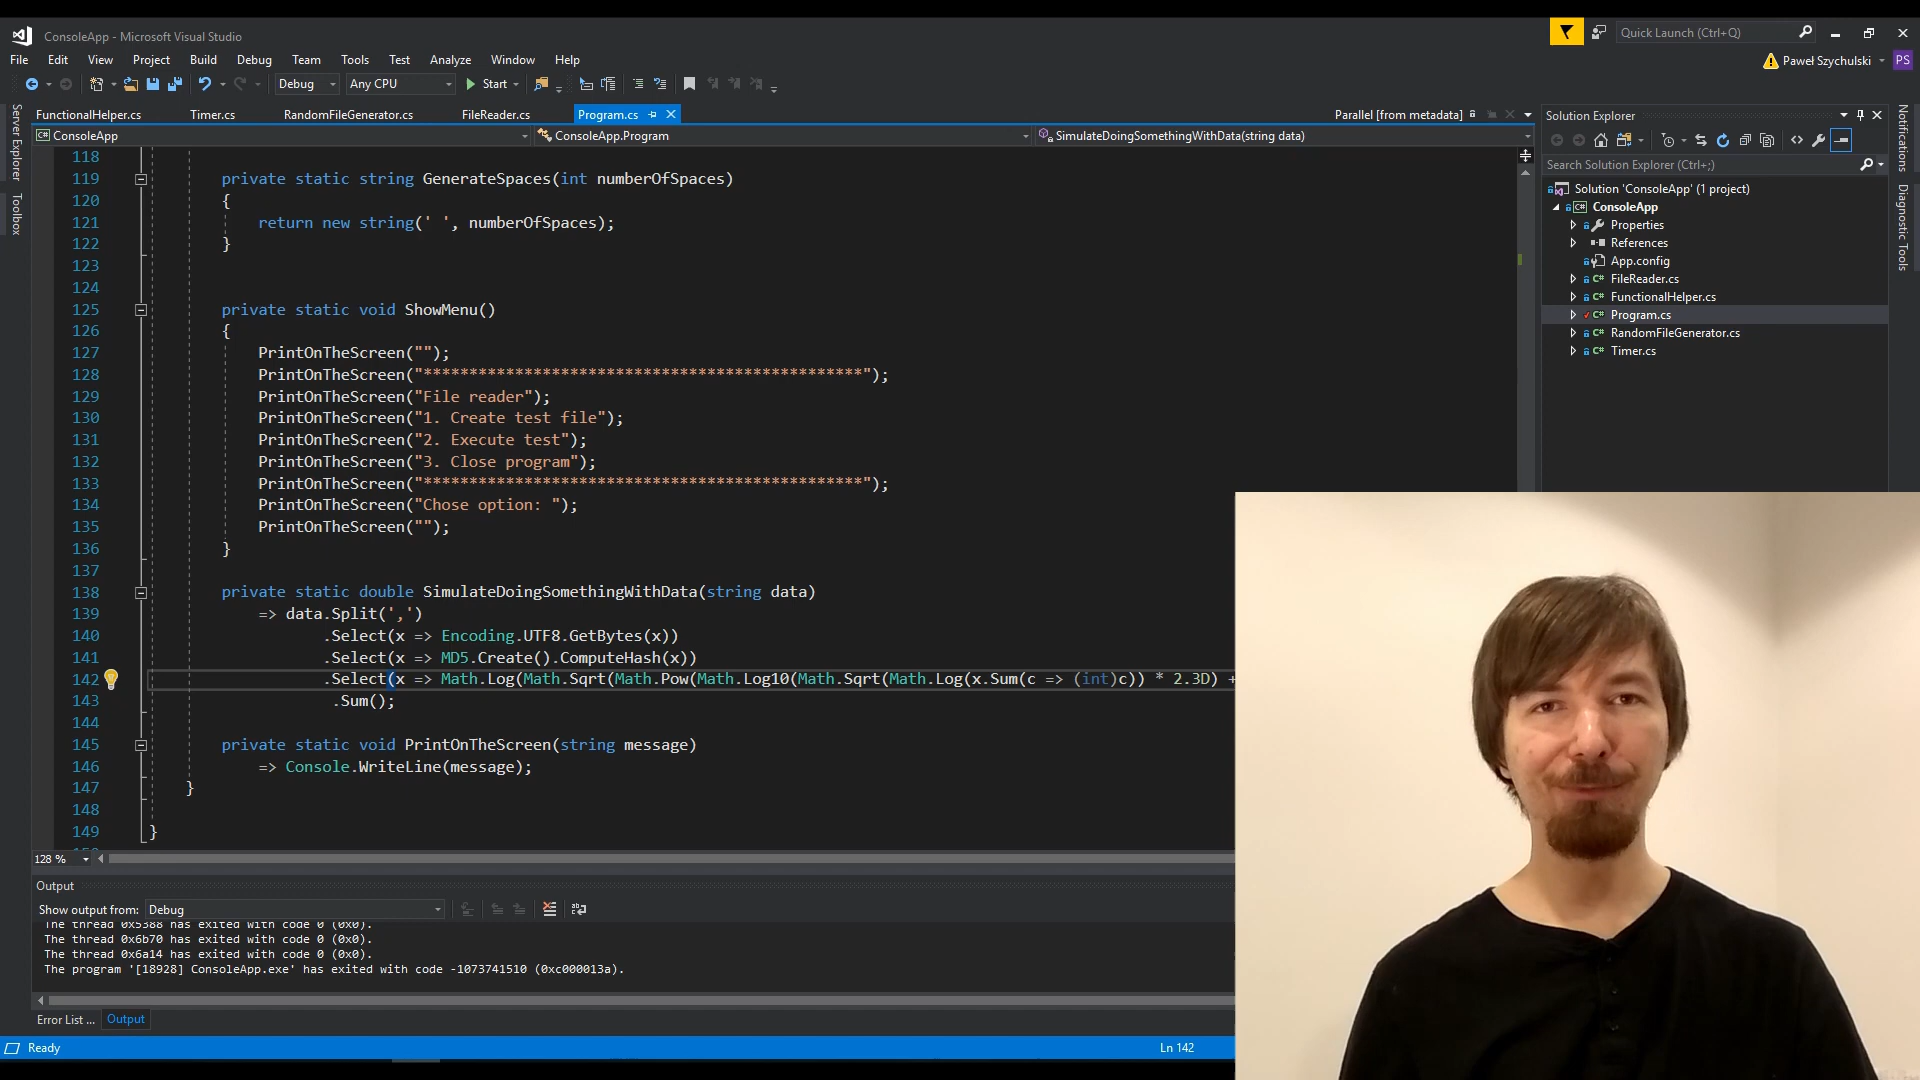 ConsoleApp - Microsoft Visual Studio
Quick Launch (Ctrl+Q)
File Edit View Project Build Debug Team Tools Test Analyze Window Help
Paweł Szychulski PS
Debug Any CPU Start
FunctionalHelper.cs Timer.cs RandomFileGenerator.cs FileReader.cs Program.cs Parallel [from metadata]
ConsoleApp ConsoleApp.Program SimulateDoingSomethingWithData(string data)
Server Explorer
Toolbox
118
119 private static string GenerateSpaces(int numberOfSpaces)
120 {
121 return new string(' ', numberOfSpaces);
122 }
123
124
125 private static void ShowMenu()
126 {
127 PrintOnTheScreen("");
128 PrintOnTheScreen("************************************************");
129 PrintOnTheScreen("File reader");
130 PrintOnTheScreen("1. Create test file");
131 PrintOnTheScreen("2. Execute test");
132 PrintOnTheScreen("3. Close program");
133 PrintOnTheScreen("************************************************");
134 PrintOnTheScreen("Chose option: ");
135 PrintOnTheScreen("");
136 }
137
138 private static double SimulateDoingSomethingWithData(string data)
139 => data.Split(',')
140 .Select(x => Encoding.UTF8.GetBytes(x))
141 .Select(x => MD5.Create().ComputeHash(x))
142 .Select(x => Math.Log(Math.Sqrt(Math.Pow(Math.Log10(Math.Sqrt(Math.Log(x.Sum(c => (int)c)) * 2.3D) +
143 .Sum();
144
145 private static void PrintOnTheScreen(string message)
146 => Console.WriteLine(message);
147 }
148
149 }
128 %
Output
Show output from: Debug
The thread 0x5388 has exited with code 0 (0x0).
The thread 0x6b70 has exited with code 0 (0x0).
The thread 0x6a14 has exited with code 0 (0x0).
The program '[18928] ConsoleApp.exe' has exited with code -1073741510 (0xc000013a).
Error List ... Output
Ready Ln 142
Solution Explorer
Search Solution Explorer (Ctrl+;)
Solution 'ConsoleApp' (1 project)
C# ConsoleApp
Properties
References
App.config
C# FileReader.cs
C# FunctionalHelper.cs
C# Program.cs
C# RandomFileGenerator.cs
C# Timer.cs
Notifications
Diagnostic Tools